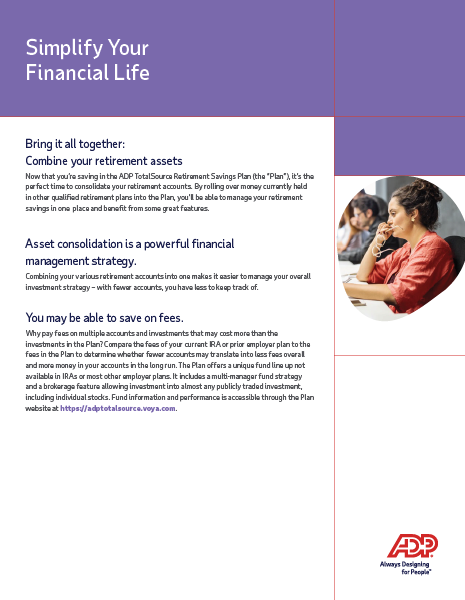 Simplify Your
Financial Life
Bring it all together:
Combine your retirement assets
Now that you're saving in the ADP TotalSource Retirement Savings Plan (the "Plan"), it's the
perfect time to consolidate your retirement accounts. By rolling over money currently held
in other qualified retirement plans into the Plan, you'll be able to manage your retirement
savings in one place and benefit from some great features.
Asset consolidation is a powerful financial
management strategy.
Combining your various retirement accounts into one makes it easier to manage your overall
investment strategy – with fewer accounts, you have less to keep track of.
You may be able to save on fees.
Why pay fees on multiple accounts and investments that may cost more than the
investments in the Plan? Compare the fees of your current IRA or prior employer plan to the
fees in the Plan to determine whether fewer accounts may translate into less fees overall
and more money in your accounts in the long run. The Plan offers a unique fund line up not
available in IRAs or most other employer plans. It includes a multi-manager fund strategy
and a brokerage feature allowing investment into almost any publicly traded investment,
including individual stocks. Fund information and performance is accessible through the Plan
website at https://adptotalsource.voya.com.
ADP
Always Designing
for People™